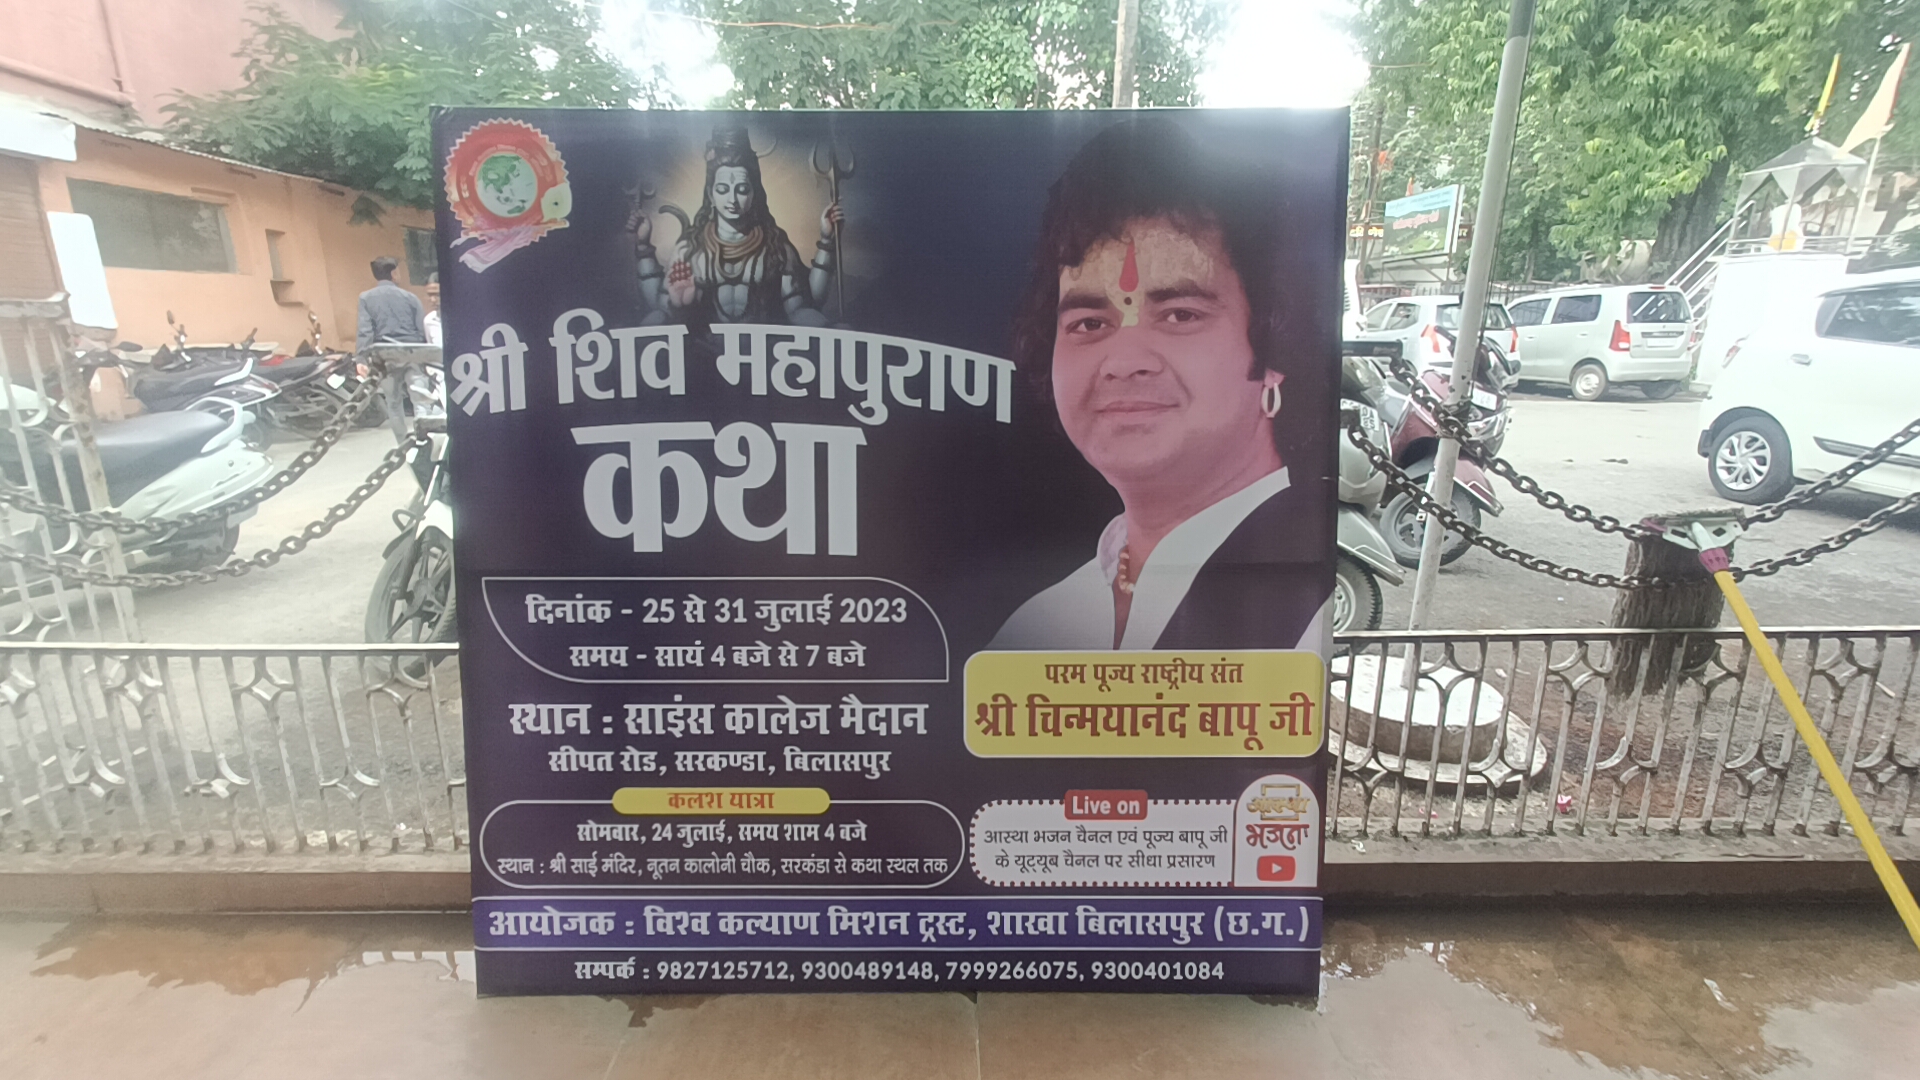 श्री शिव महापुराण
कथा
दिनांक - 25 से 31 जुलाई 2023
समय - सायं 4 बजे से 7 बजे
स्थान : साइंस कालेज मैदान
सीपत रोड, सरकण्डा, बिलासपुर
परम पूज्य राष्ट्रीय संत
श्री चिन्मयानंद बापू जी
कलश यात्रा
सोमवार, 24 जुलाई, समय शाम 4 बजे
स्थान : श्री साई मंदिर, नूतन कालोनी चौक, सरकंडा से कथा स्थल तक
Live on
आस्था भजन चैनल एवं पूज्य बापू जी
के यूट्यूब चैनल पर सीधा प्रसारण
आस्था
भजन
आयोजक : विश्व कल्याण मिशन ट्रस्ट, शाखा बिलासपुर (छ.ग.)
सम्पर्क : 9827125712, 9300489148, 7999266075, 9300401084